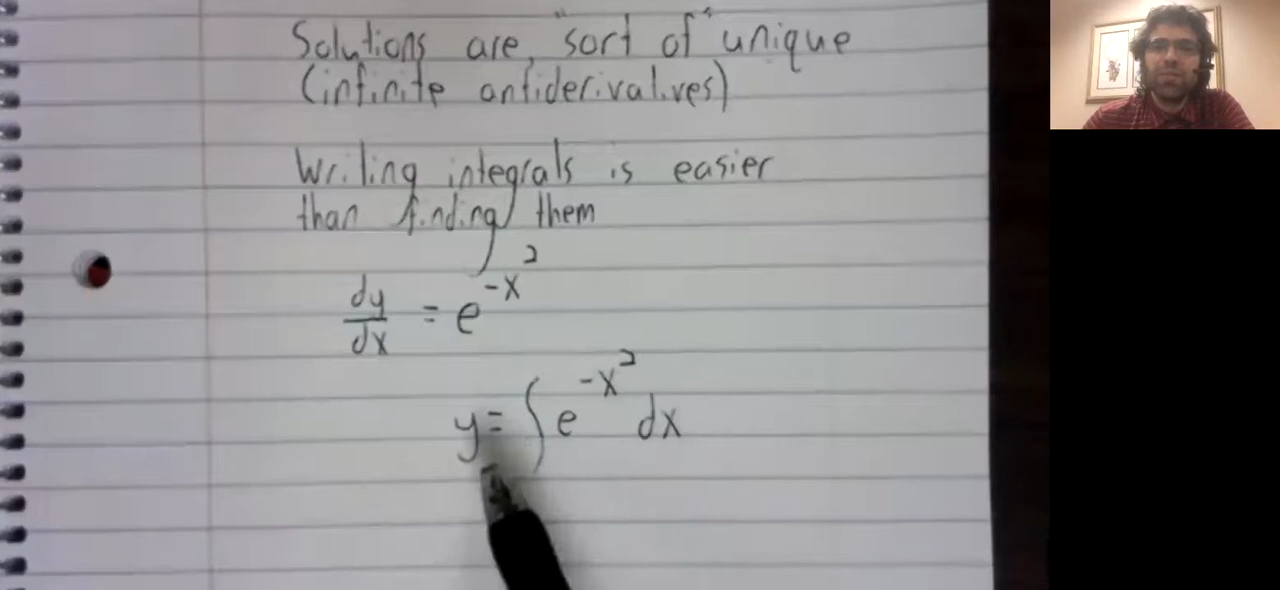 Solutions are "sort of" unique
(infinite antiderivatives)
Writing integrals is easier
than finding them
dy/dx = e^{-x^2}
y = ∫ e^{-x^2} dx